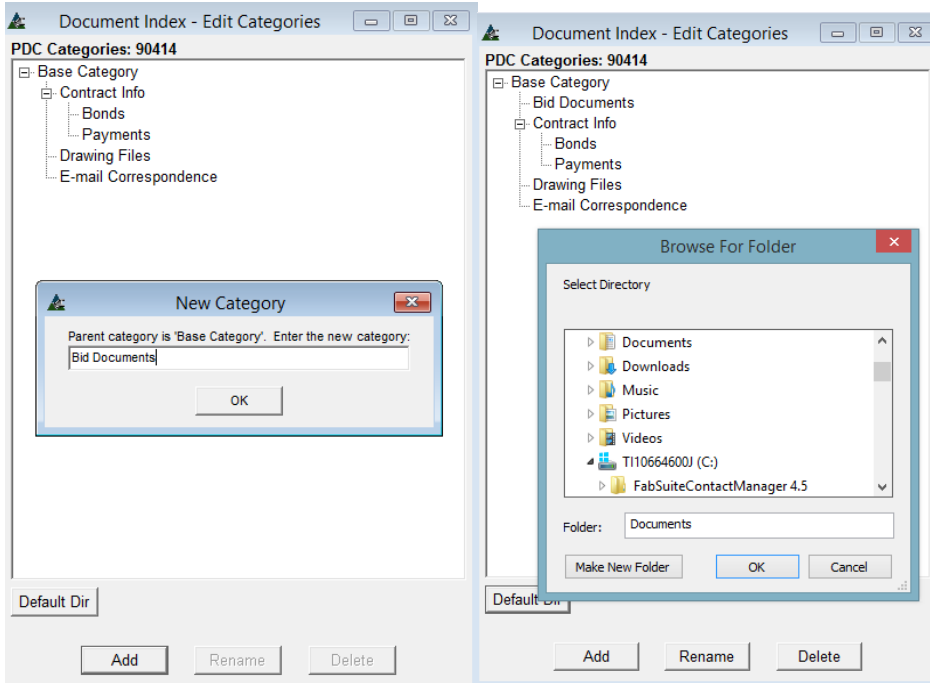 Document Index - Edit Categories
PDC Categories: 90414
Base Category
Contract Info
Bonds
Payments
Drawing Files
E-mail Correspondence
New Category
Parent category is 'Base Category'. Enter the new category:
Bid Documents
OK
Default Dir
Add
Rename
Delete
Document Index - Edit Categories
PDC Categories: 90414
Base Category
Bid Documents
Contract Info
Bonds
Payments
Drawing Files
E-mail Correspondence
Browse For Folder
Select Directory
Documents
Downloads
Music
Pictures
Videos
TI10664600J (C:)
FabSuiteContactManager 4.5
Folder: Documents
Make New Folder
OK
Cancel
Default Dir
Add
Rename
Delete